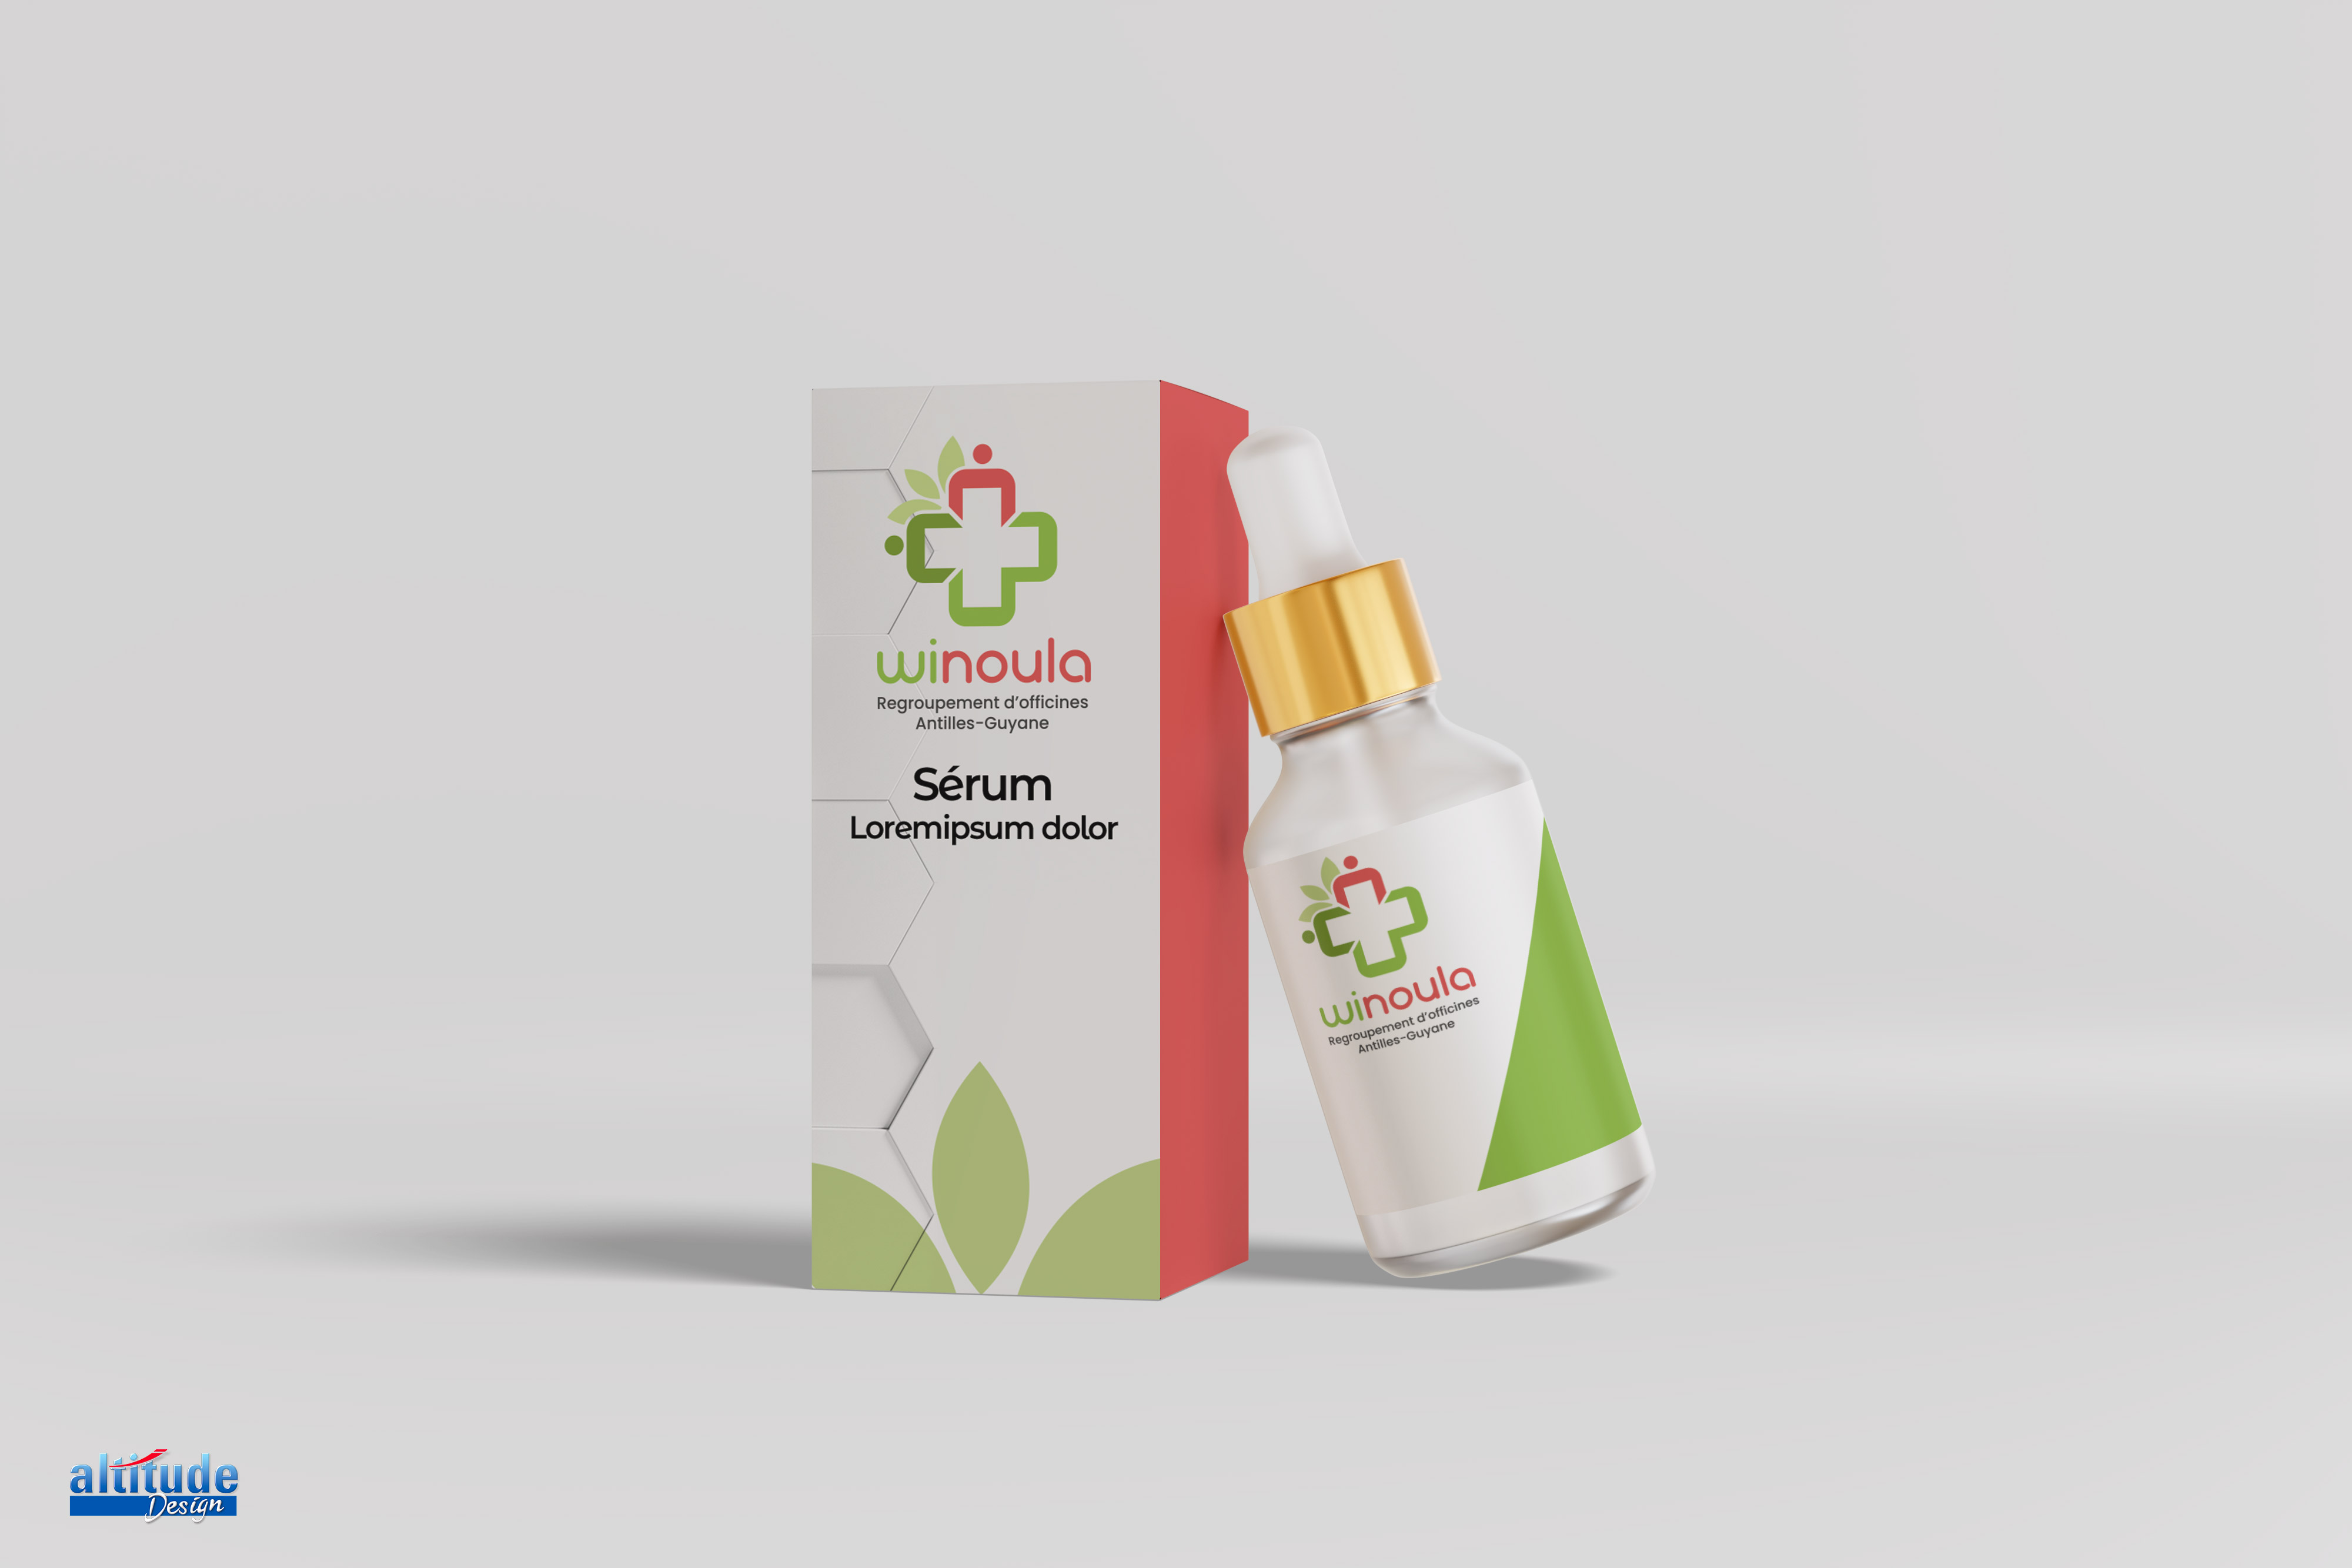 winoula
Regroupement d'officines
Antilles-Guyane
Sérum
Loremipsum dolor
winoula
Regroupement d'officines
Antilles-Guyane
altitude
Design